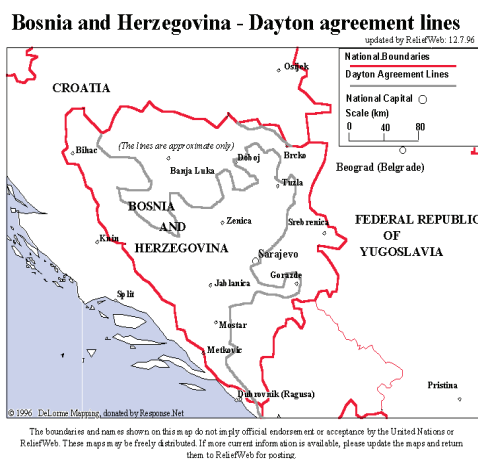 Bosnia and Herzegovina - Dayton agreement lines
updated by ReliefWeb: 12.7.96
National Boundaries
Dayton Agreement Lines
National Capital
Scale (km)
0 40 80
Osijek
CROATIA
(The lines are approximate only)
Bihac
Banja Luka
Doboj
Brcko
Beograd (Belgrade)
Tuzla
BOSNIA
AND
HERZEGOVINA
Zenica
Srebrenica
FEDERAL REPUBLIC
OF
YUGOSLAVIA
Knin
Sarajevo
Gorazde
Jablanica
Split
Mostar
Metkovic
Pristina
Dubrovnik (Ragusa)
© 1996 DeLorme Mapping, donated by Response.Net
The boundaries and names shown on this map do not imply official endorsement or acceptance by the United Nations or
ReliefWeb. These maps may be freely distributed. If more current information is available, please update the maps and return
them to ReliefWeb for posting.